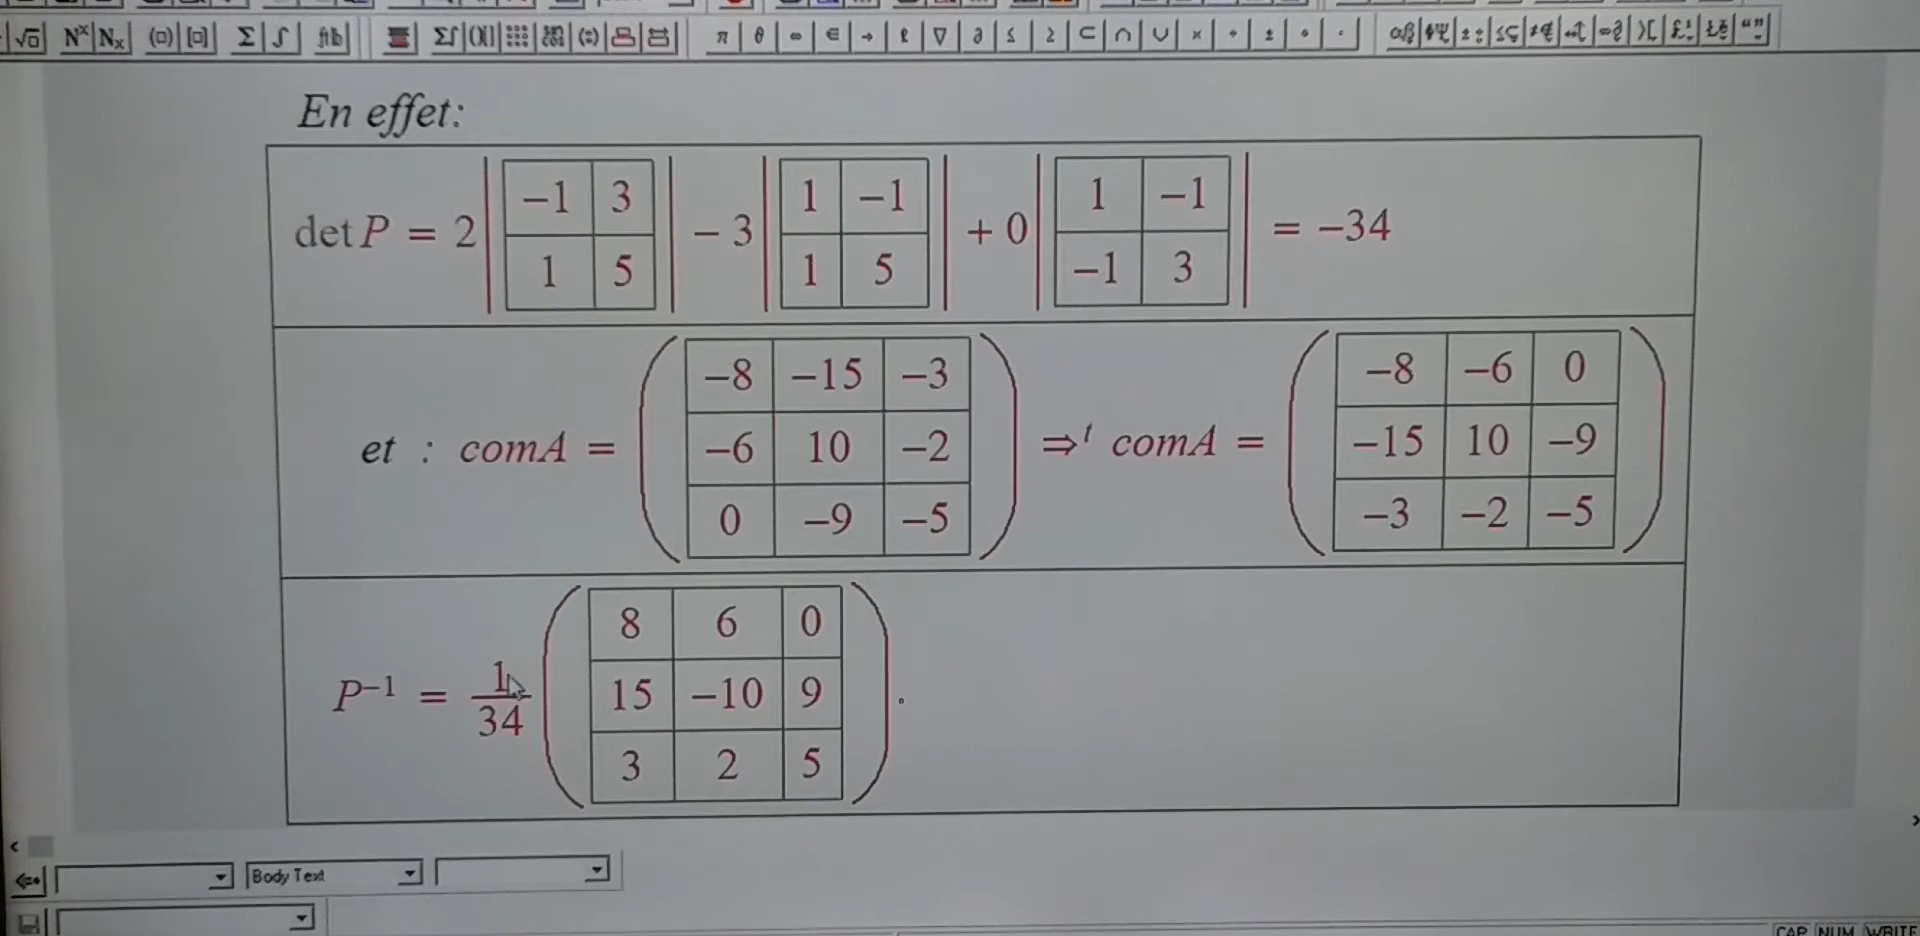 En effet:
det P = 2 | −1 3 | − 3 | 1 −1 | + 0 | 1 −1 | = −34
| 1 5 | | 1 5 | | −1 3 |
et : comA = ( −8 −15 −3 ) ⇒ᵗ comA = ( −8 −6 0 )
( −6 10 −2 ) ( −15 10 −9 )
( 0 −9 −5 ) ( −3 −2 −5 )
P⁻¹ = 1/34 ( 8 6 0 ) .
( 15 −10 9 )
( 3 2 5 )
Body Text
CAP NUM WRITE